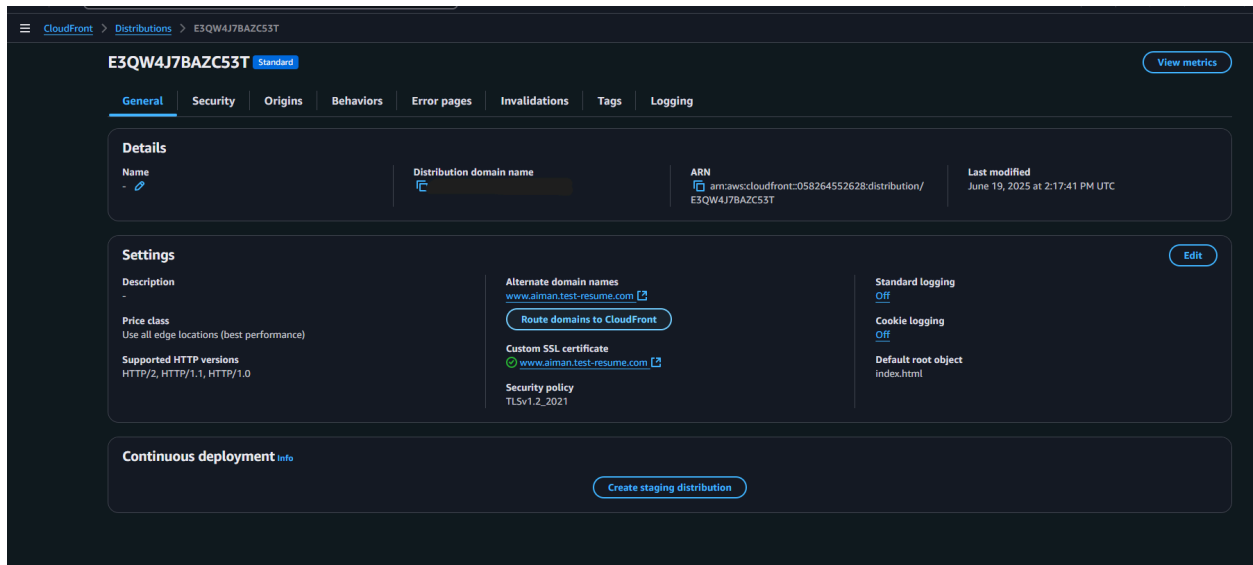 CloudFront > Distributions > E3QW4J7BAZC53T
E3QW4J7BAZC53T Standard
View metrics
General Security Origins Behaviors Error pages Invalidations Tags Logging
Details
Name
-
Distribution domain name
ARN
arn:aws:cloudfront::058264552628:distribution/
E3QW4J7BAZC53T
Last modified
June 19, 2025 at 2:17:41 PM UTC
Settings
Edit
Description
-
Price class
Use all edge locations (best performance)
Supported HTTP versions
HTTP/2, HTTP/1.1, HTTP/1.0
Alternate domain names
www.aiman.test-resume.com
Route domains to CloudFront
Custom SSL certificate
www.aiman.test-resume.com
Security policy
TLSv1.2_2021
Standard logging
Off
Cookie logging
Off
Default root object
index.html
Continuous deployment Info
Create staging distribution